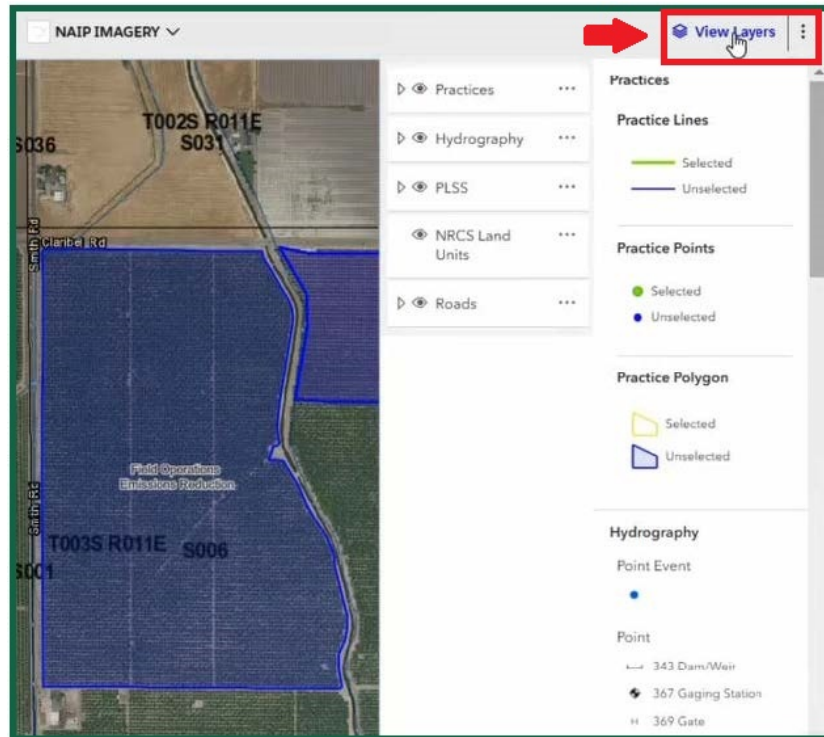 NAIP IMAGERY
View Layers
T002S R011E
S036
S031
Claribel Rd
Smith Rd
Field Operations
Emissions Reduction
Smith Rd
T003S R011E
S006
S001
Practices
Hydrography
PLSS
NRCS Land
Units
Roads
Practices
Practice Lines
Selected
Unselected
Practice Points
Selected
Unselected
Practice Polygon
Selected
Unselected
Hydrography
Point Event
Point
343 Dam/Weir
367 Gaging Station
369 Gate